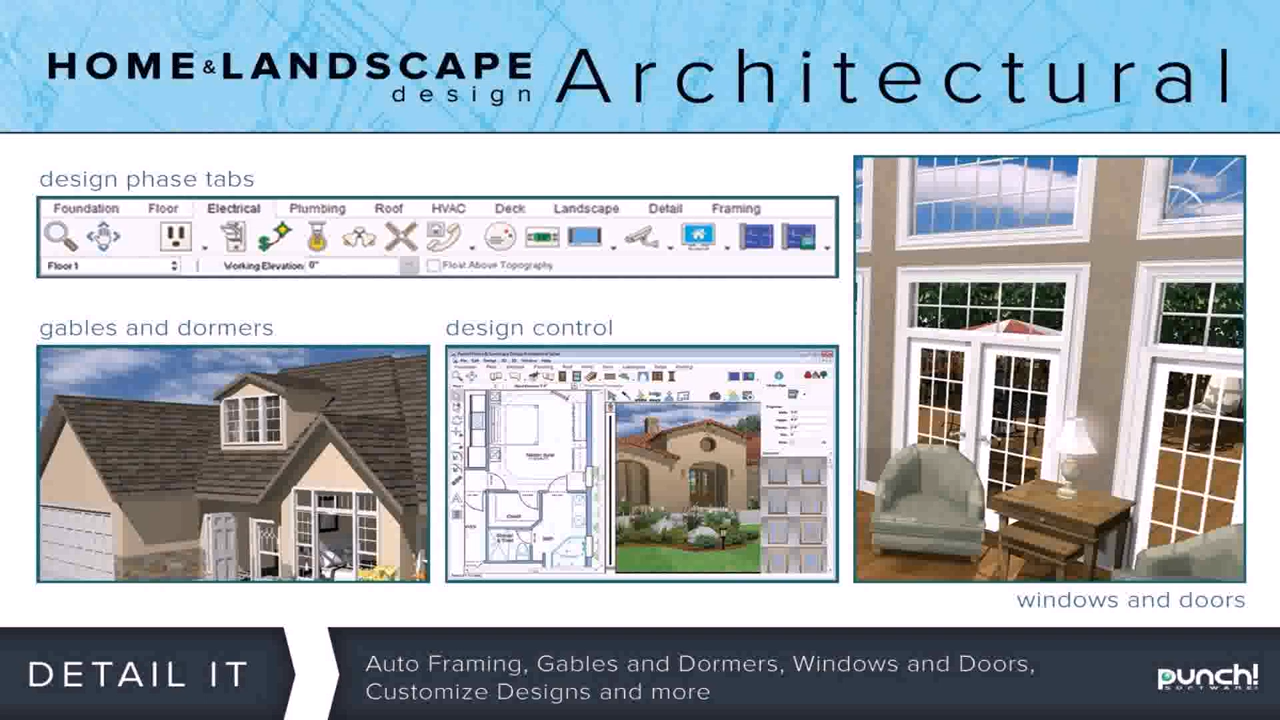 HOME & LANDSCAPE
design
Architectural
design phase tabs
Foundation Floor Electrical Plumbing Roof HVAC Deck Landscape Detail Framing
Floor 1 Working Elevation: 0" Float Above Topography
gables and dormers
design control
windows and doors
DETAIL IT
Auto Framing, Gables and Dormers, Windows and Doors,
Customize Designs and more
punch!
SOFTWARE